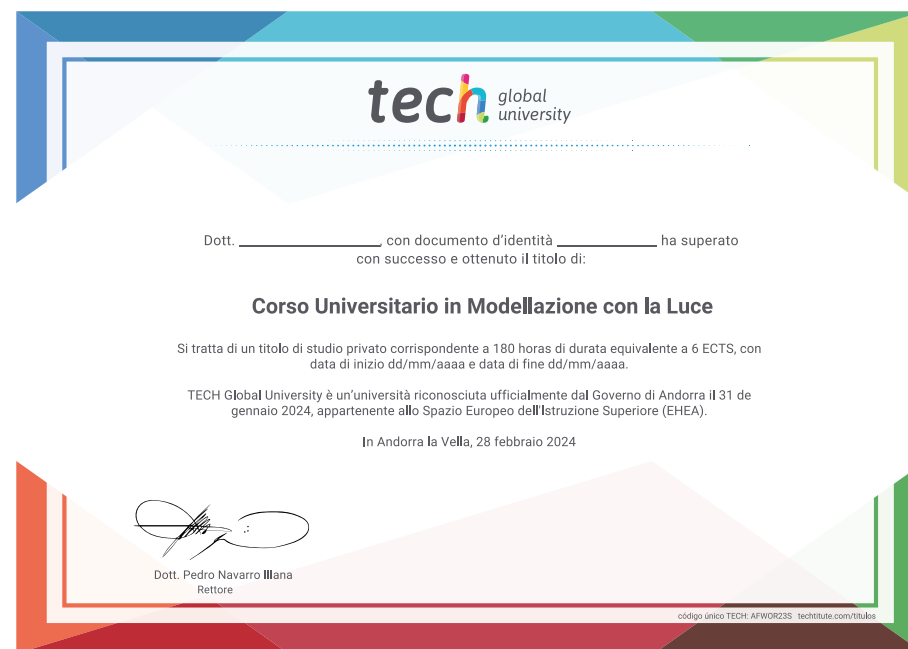 tech global university
Dott. ____________________, con documento d'identità ______________ ha superato
con successo e ottenuto il titolo di:
Corso Universitario in Modellazione con la Luce
Si tratta di un titolo di studio privato corrispondente a 180 horas di durata equivalente a 6 ECTS, con
data di inizio dd/mm/aaaa e data di fine dd/mm/aaaa.
TECH Global University è un'università riconosciuta ufficialmente dal Governo di Andorra il 31 de
gennaio 2024, appartenente allo Spazio Europeo dell'Istruzione Superiore (EHEA).
In Andorra la Vella, 28 febbraio 2024
Dott. Pedro Navarro Illana
Rettore
código único TECH: AFWOR23S techtitute.com/titulos